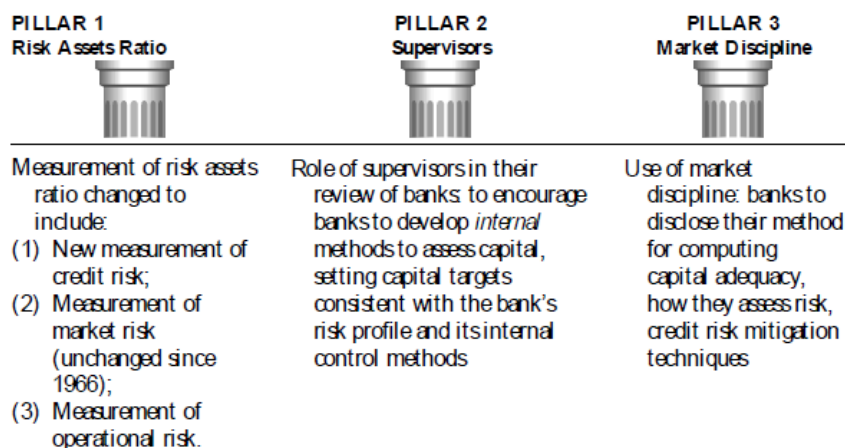 PILLAR 1
Risk Assets Ratio
Measurement of risk assets
ratio changed to
include:
(1) New measurement of
credit risk;
(2) Measurement of
market risk
(unchanged since
1966);
(3) Measurement of
operational risk.
PILLAR 2
Supervisors
Role of supervisors in their
review of banks: to encourage
banks to develop internal
methods to assess capital,
setting capital targets
consistent with the bank's
risk profile and its internal
control methods
PILLAR 3
Market Discipline
Use of market
discipline: banks to
disclose their method
for computing
capital adequacy,
how they assess risk,
credit risk mitigation
techniques